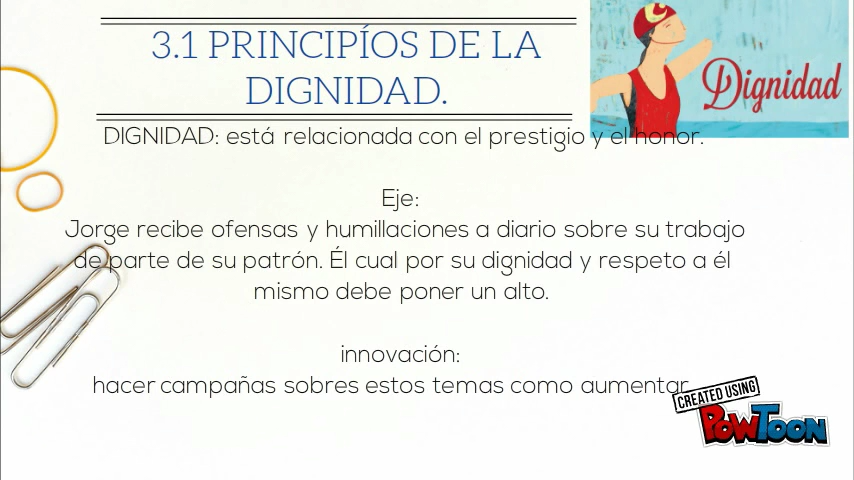 3.1 PRINCIPÍOS DE LA
DIGNIDAD.
Dignidad
DIGNIDAD: está relacionada con el prestigio y el honor.
Eje:
Jorge recibe ofensas y humillaciones a diario sobre su trabajo
de parte de su patrón. Él cual por su dignidad y respeto a él
mismo debe poner un alto.
innovación:
hacer campañas sobres estos temas como aumentar
CREATED USING
POWTOON